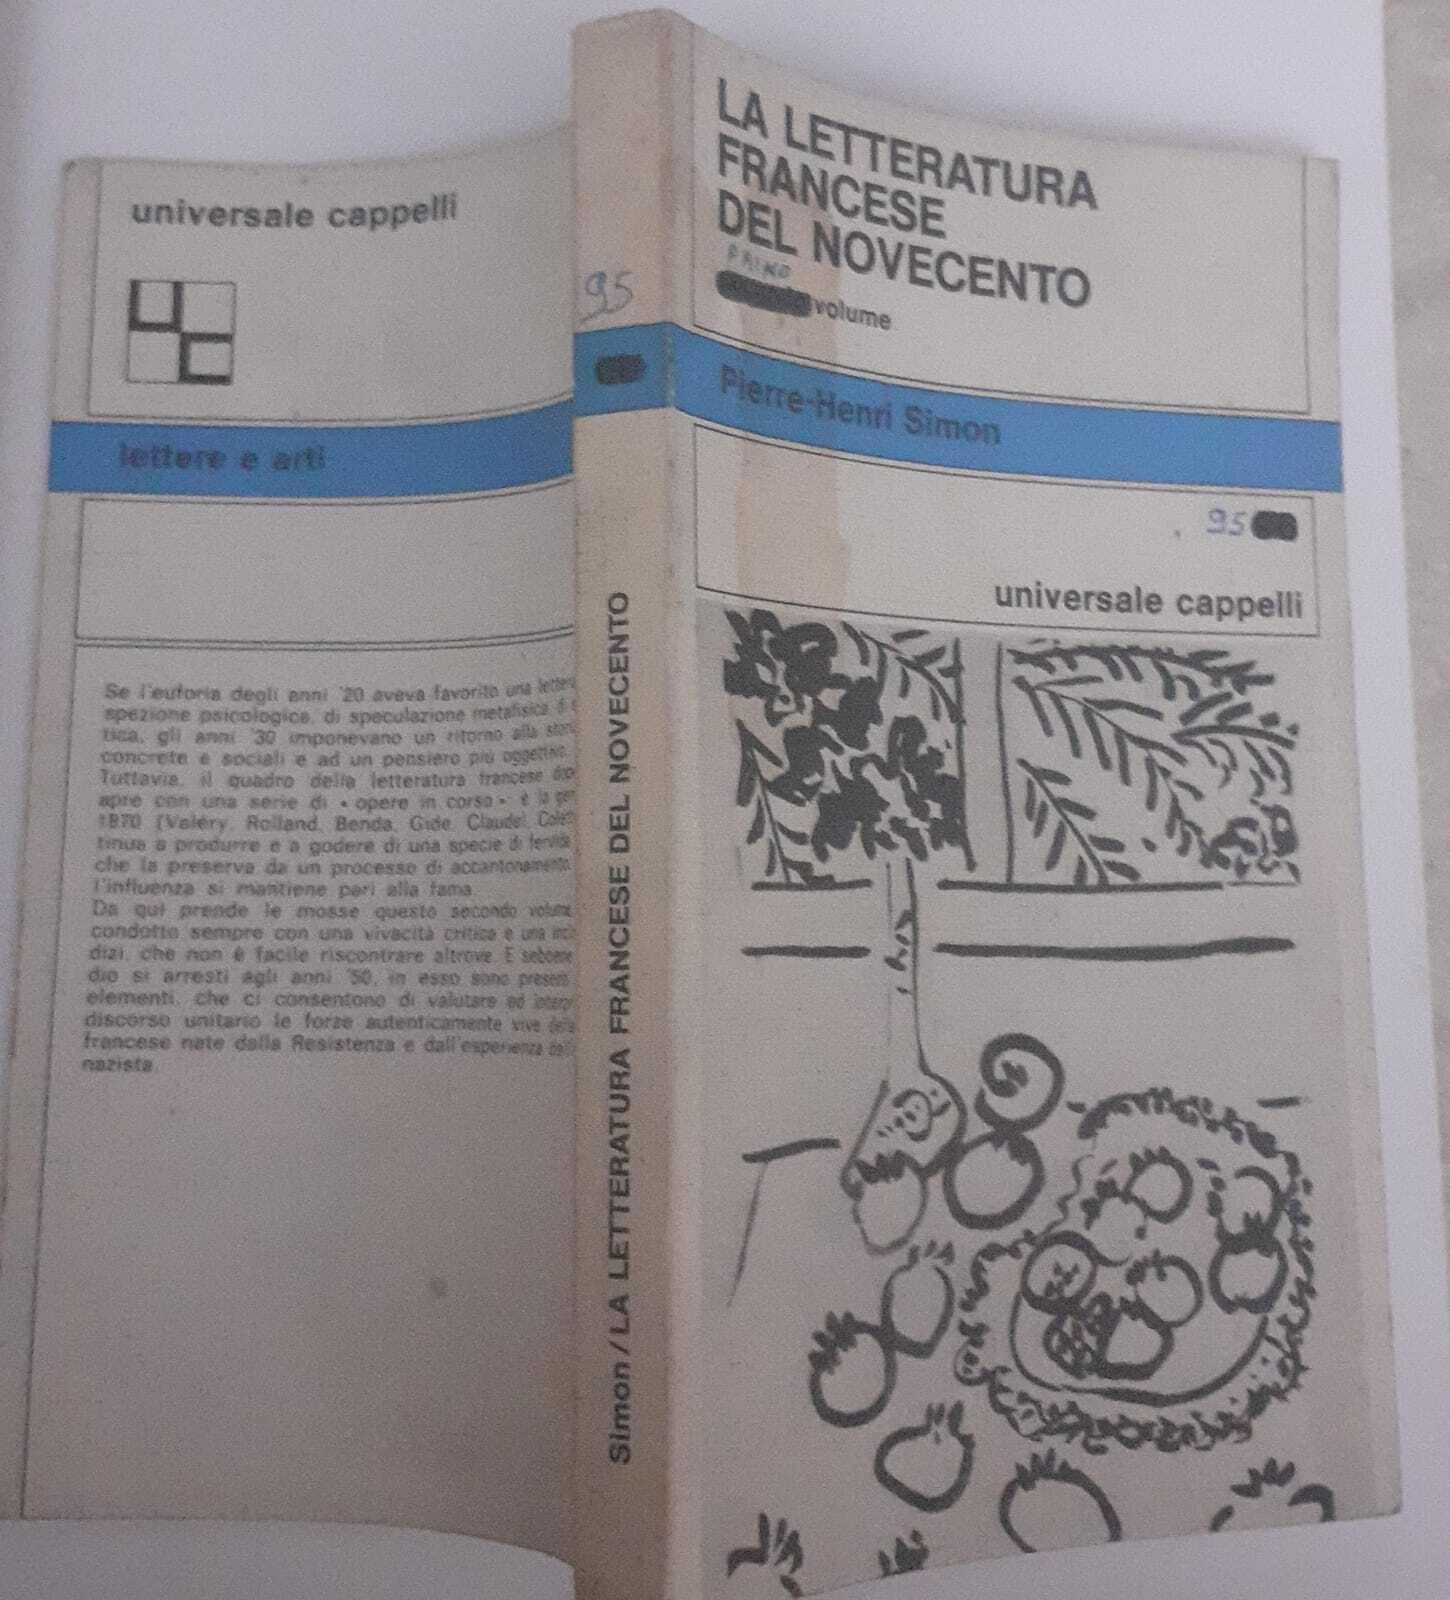 universale cappelli
UC
lettere e arti
Se l'euforia degli anni '20 aveva favorito una
spezione psicologica, di speculazione metafisica
tica, gli anni '30 imponevano un ritorno alla
concrete e sociali e ad un pensiero più oggettivo.
Tuttavia, il quadro della letteratura francese
apre con una serie di « opere in corso »: è la
1870 (Valéry, Rolland, Benda, Gide, Claudel,
tinua a produrre e a godere di una specie di
che la preserva da un processo di accantonamento.
l'influenza si mantiene pari alla fama.
Da qui prende le mosse questo secondo volume,
condotto sempre con una vivacità critica e una
dizi, che non è facile riscontrare altrove. E
dio si arresti agli anni '50, in esso sono
elementi, che ci consentono di valutare ed
discorso unitario le forze autenticamente vive
francese nate dalla Resistenza e dall'esperienza
nazista.
95
Simon/LA LETTERATURA FRANCESE DEL NOVECENTO
LA LETTERATURA
FRANCESE
DEL NOVECENTO
PRIMO
volume
Pierre-Henri Simon
95
universale cappelli